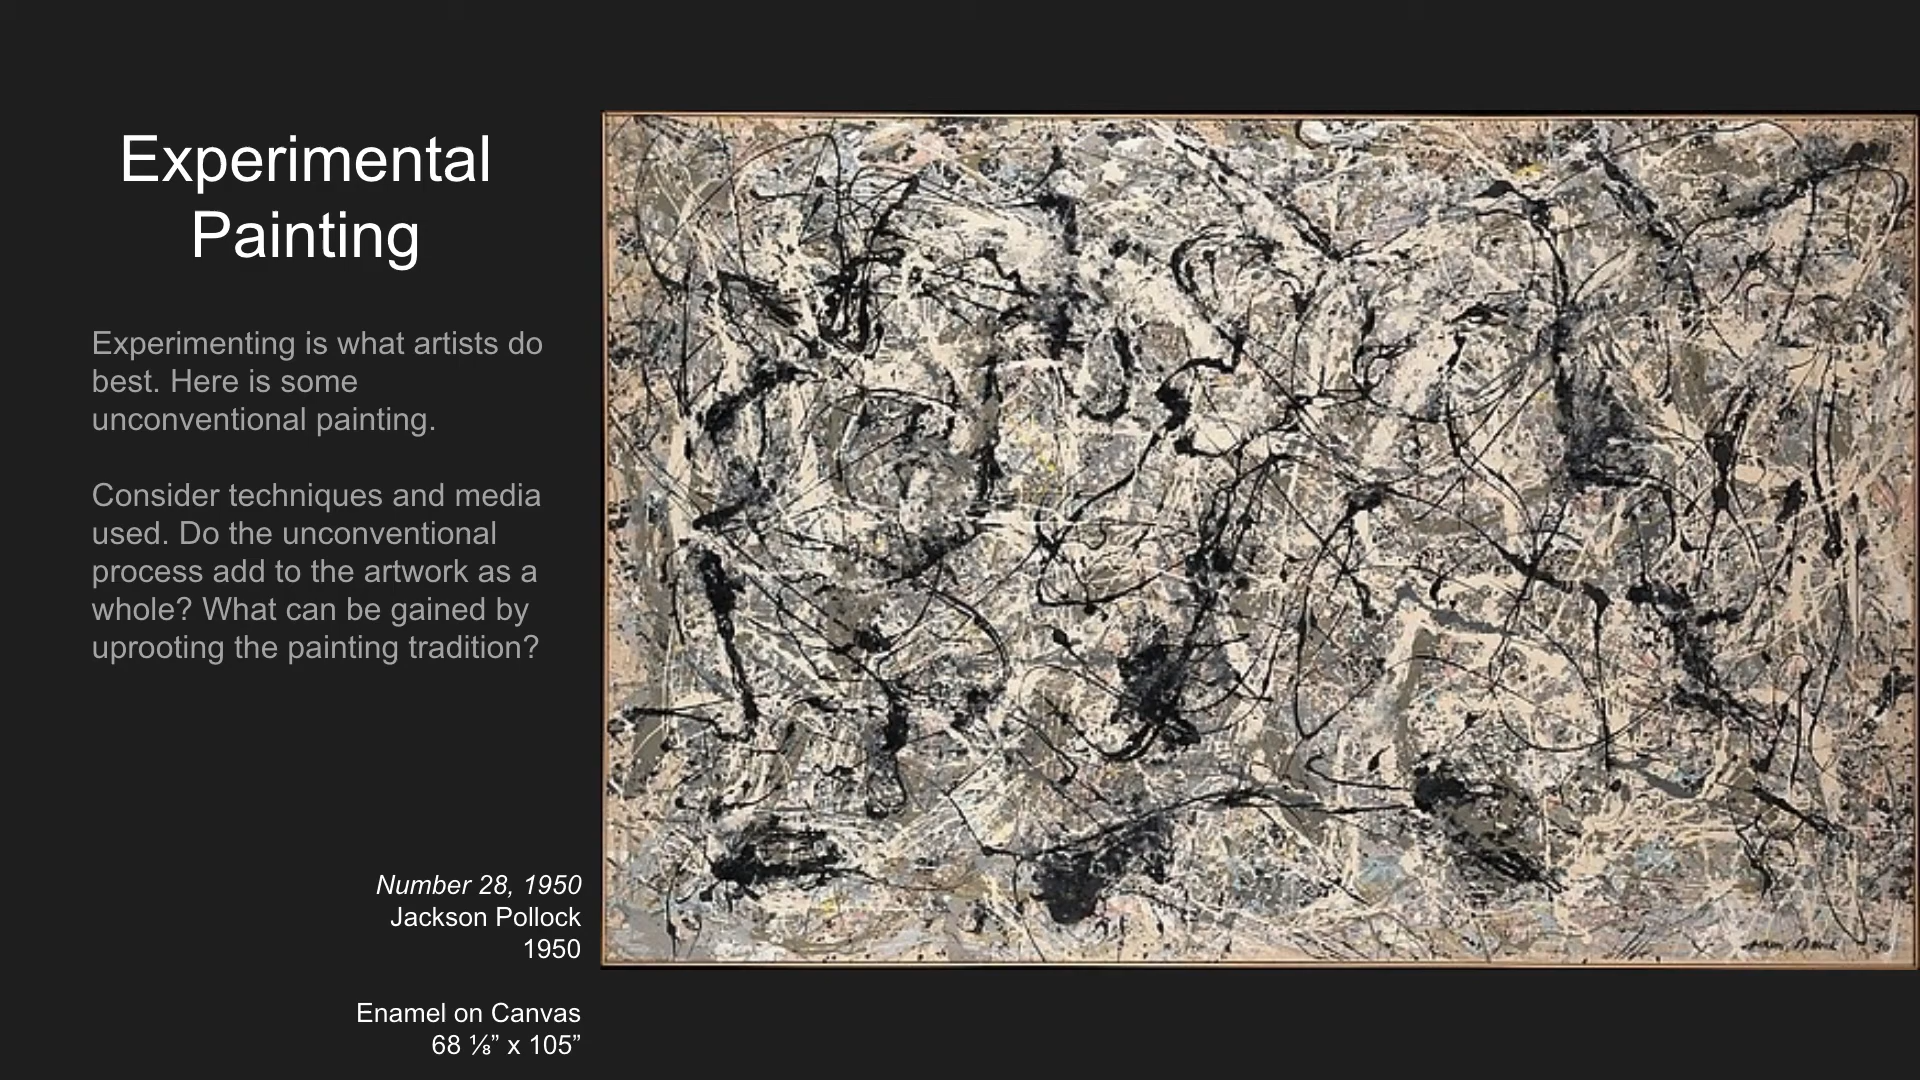 Experimental
Painting
Experimenting is what artists do
best. Here is some
unconventional painting.
Consider techniques and media
used. Do the unconventional
process add to the artwork as a
whole? What can be gained by
uprooting the painting tradition?
Number 28, 1950
Jackson Pollock
1950
Enamel on Canvas
68 ⅛” x 105”